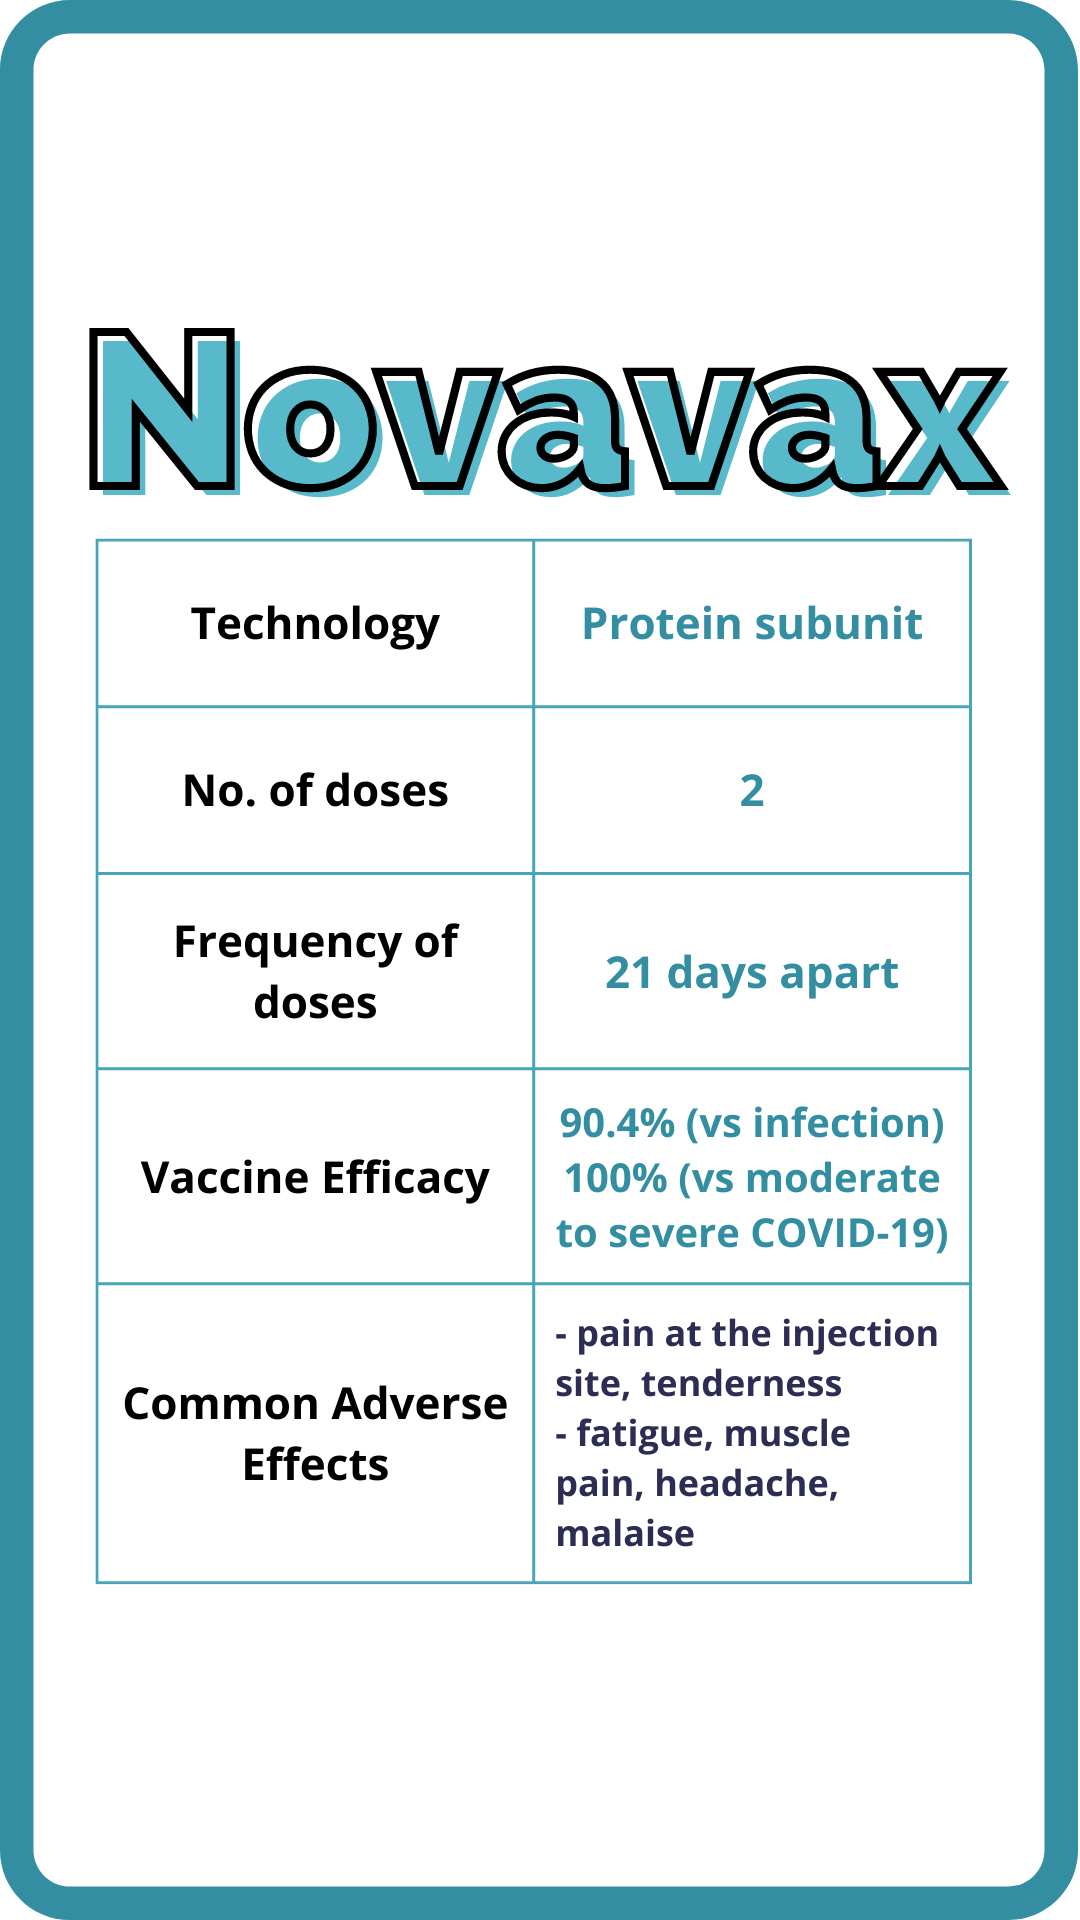 Novavax
Technology
Protein subunit
No. of doses
2
Frequency of
doses
21 days apart
Vaccine Efficacy
90.4% (vs infection)
100% (vs moderate
to severe COVID-19)
Common Adverse
Effects
- pain at the injection
site, tenderness
- fatigue, muscle
pain, headache,
malaise